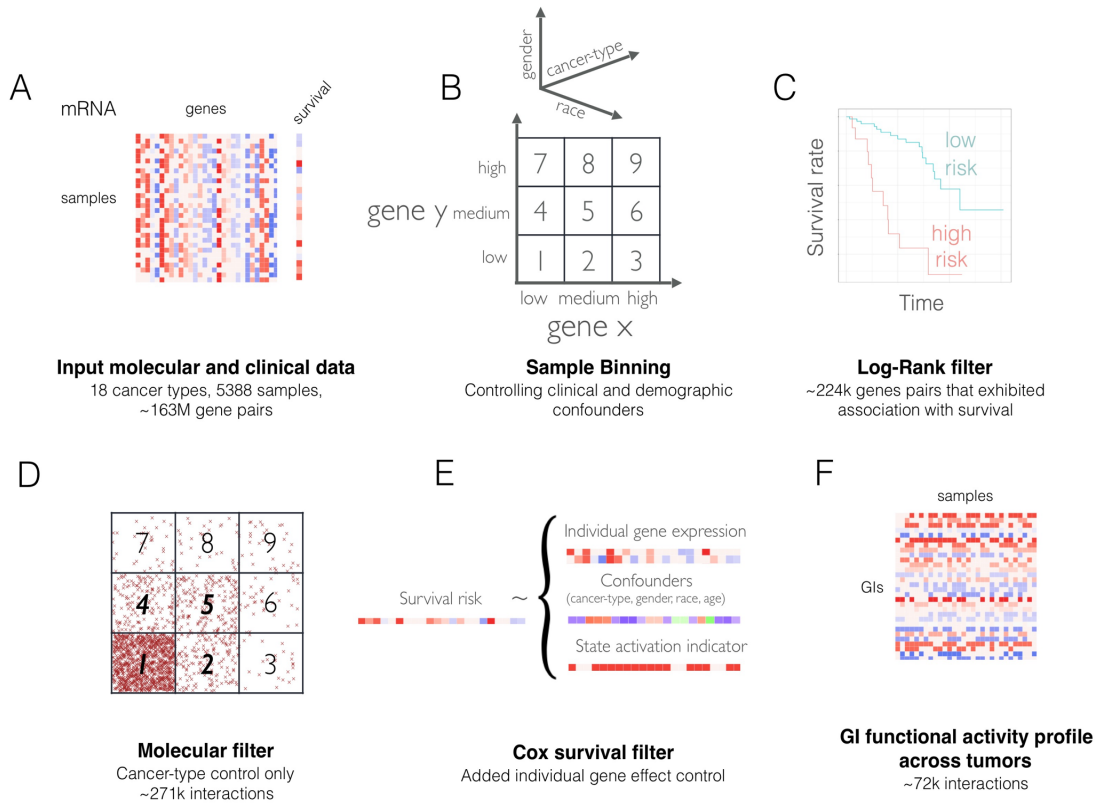 A
mRNA
genes
survival
samples
Input molecular and clinical data
18 cancer types, 5388 samples,
~163M gene pairs
B
gender
cancer-type
race
high
7 8 9
gene y medium
4 5 6
low
1 2 3
low medium high
gene x
Sample Binning
Controlling clinical and demographic
confounders
C
Survival rate
low
risk
high
risk
Time
Log-Rank filter
~224k genes pairs that exhibited
association with survival
D
7 8 9
4 5 6
1 2 3
Molecular filter
Cancer-type control only
~271k interactions
E
Survival risk ~ {
Individual gene expression
Confounders
(cancer-type, gender, race, age)
State activation indicator
Cox survival filter
Added individual gene effect control
F
samples
GIs
GI functional activity profile
across tumors
~72k interactions